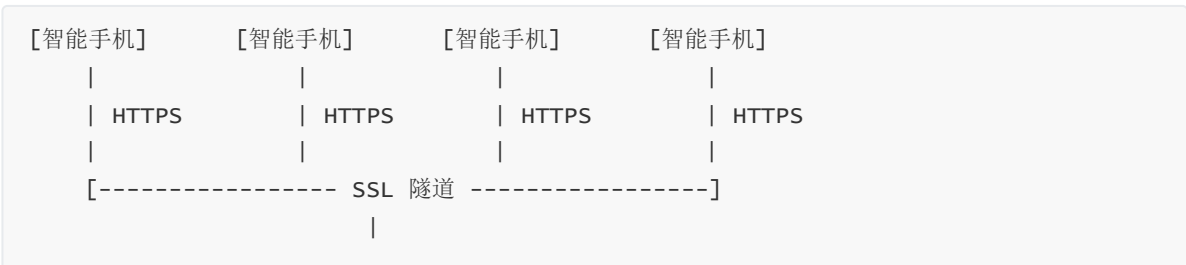 [智能手机] [智能手机] [智能手机] [智能手机]
| | | |
| HTTPS | HTTPS | HTTPS | HTTPS
| | | |
[----------------- SSL 隧道 -----------------]
|